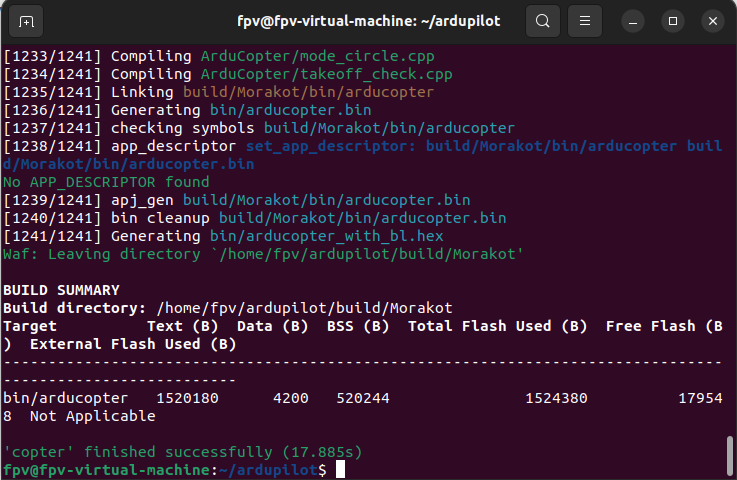 fpv@fpv-virtual-machine: ~/ardupilot
[1233/1241] Compiling ArduCopter/mode_circle.cpp
[1234/1241] Compiling ArduCopter/takeoff_check.cpp
[1235/1241] Linking build/Morakot/bin/arducopter
[1236/1241] Generating bin/arducopter.bin
[1237/1241] checking symbols build/Morakot/bin/arducopter
[1238/1241] app_descriptor set_app_descriptor: build/Morakot/bin/arducopter buil
d/Morakot/bin/arducopter.bin
No APP_DESCRIPTOR found
[1239/1241] apj_gen build/Morakot/bin/arducopter.bin
[1240/1241] bin cleanup build/Morakot/bin/arducopter.bin
[1241/1241] Generating bin/arducopter_with_bl.hex
Waf: Leaving directory `/home/fpv/ardupilot/build/Morakot'
BUILD SUMMARY
Build directory: /home/fpv/ardupilot/build/Morakot
Target          Text (B)  Data (B)  BSS (B)  Total Flash Used (B)  Free Flash (B
)  External Flash Used (B)
--------------------------------------------------------------------------------
--------------------------
bin/arducopter   1520180      4200   520244               1524380          17954
8  Not Applicable
'copter' finished successfully (17.885s)
fpv@fpv-virtual-machine:~/ardupilot$